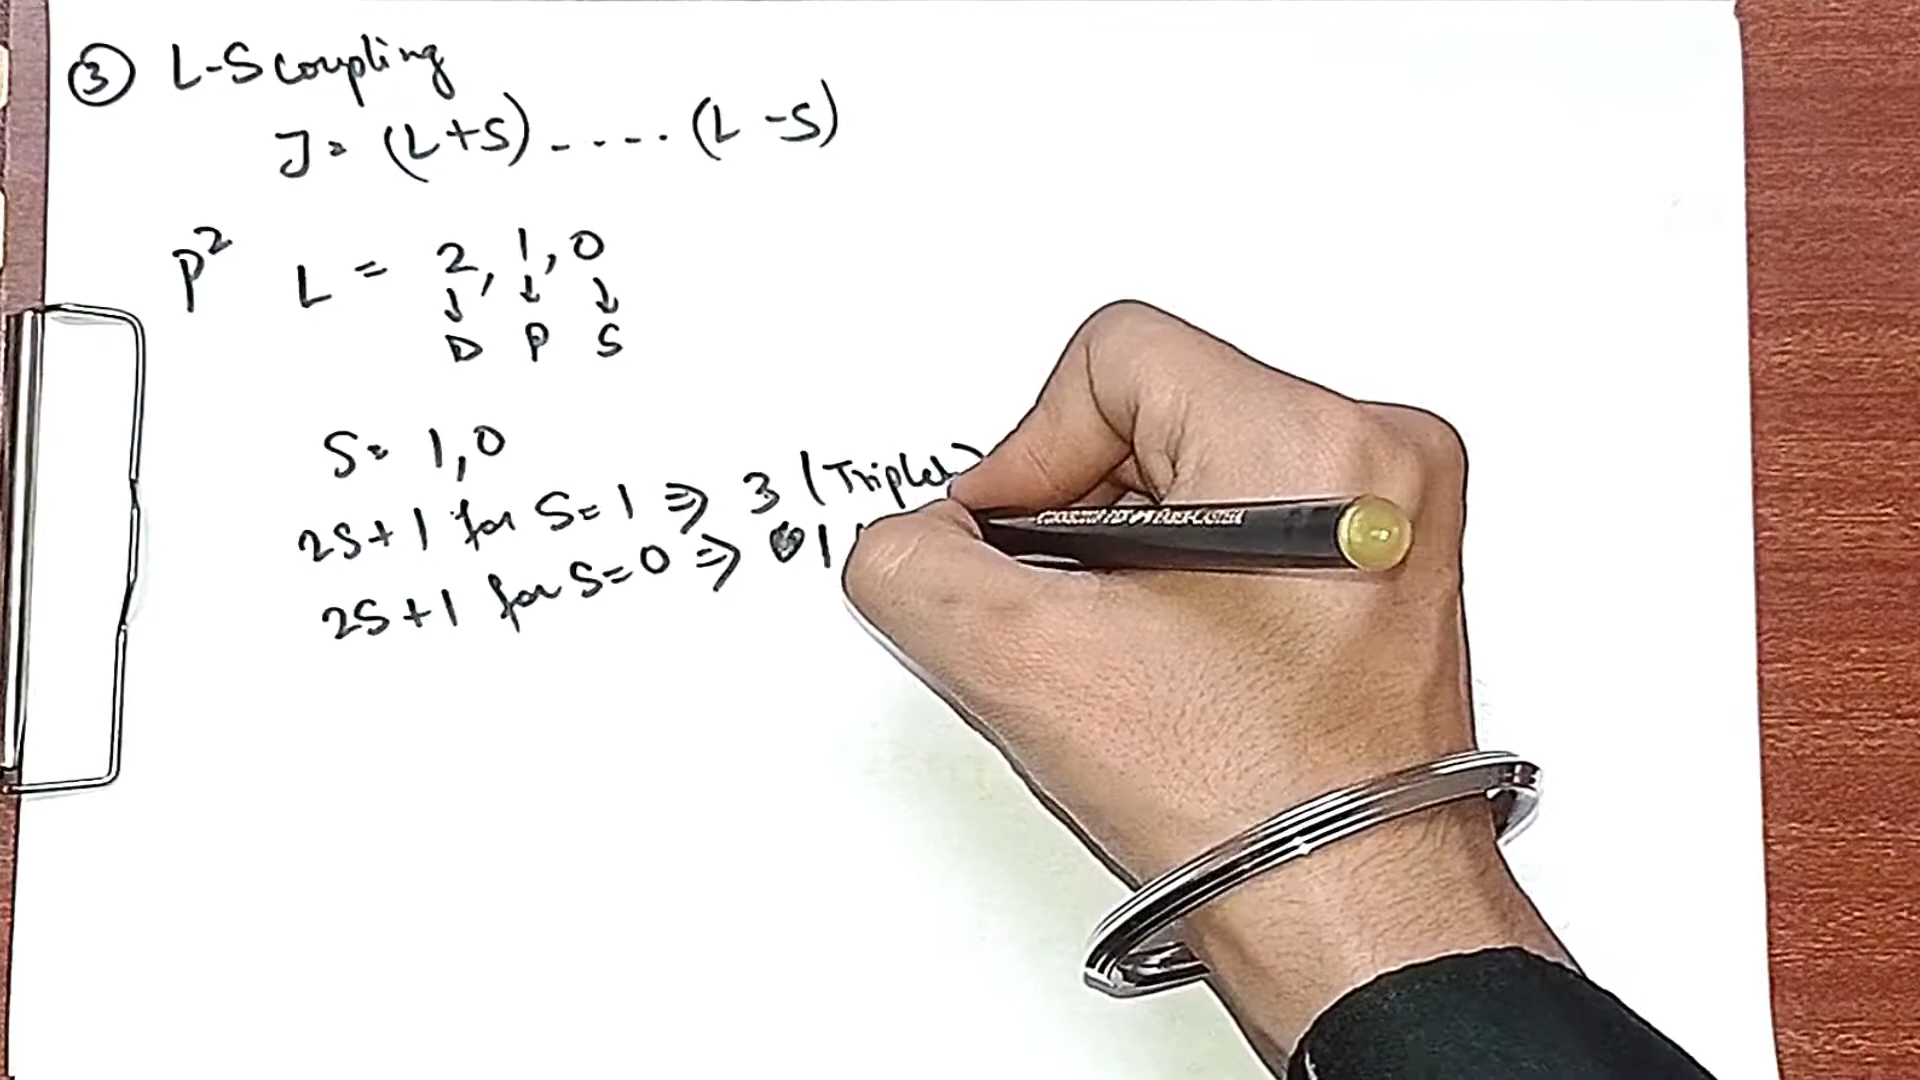 ③ L-S coupling
J = (L+S) ..... (L-S)
P² L = 2, 1, 0
↓ ↓ ↓
D P S
S = 1, 0
2S+1 for S=1 ⇒ 3 (Triplet)
2S+1 for S=0 ⇒ 1